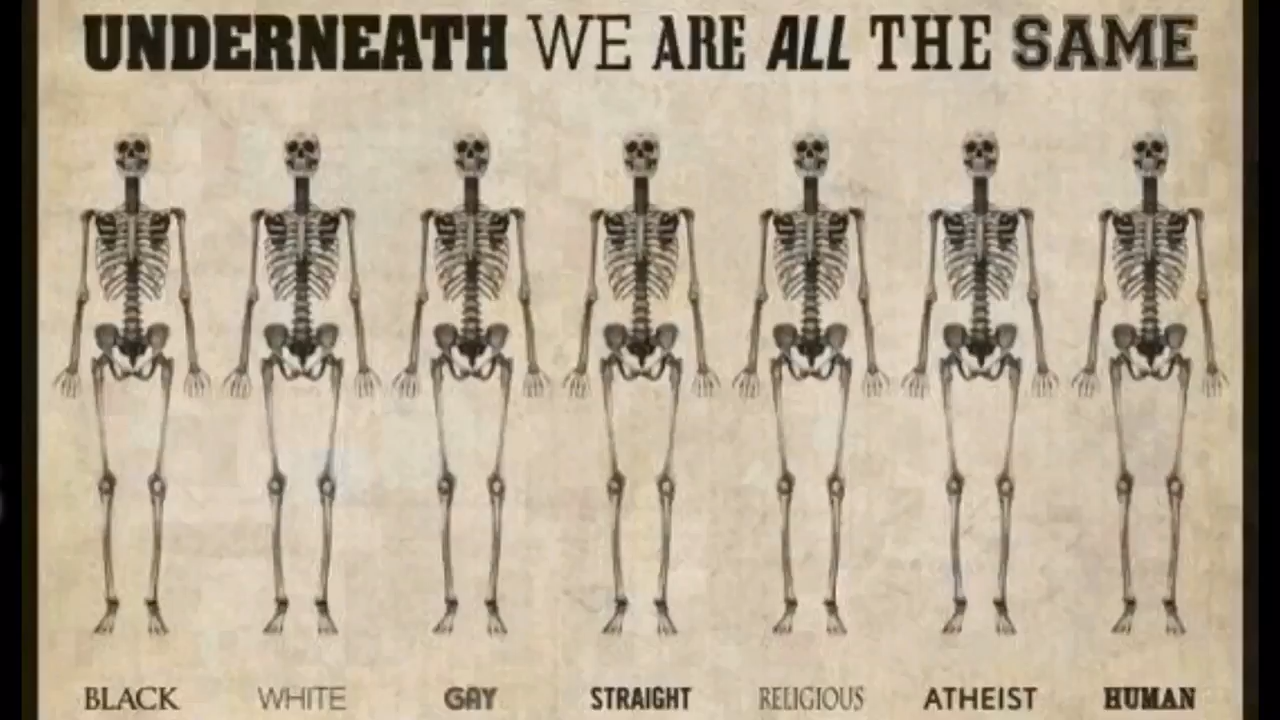 UNDERNEATH WE ARE ALL THE SAME
BLACK WHITE GAY STRAIGHT RELIGIOUS ATHEIST HUMAN